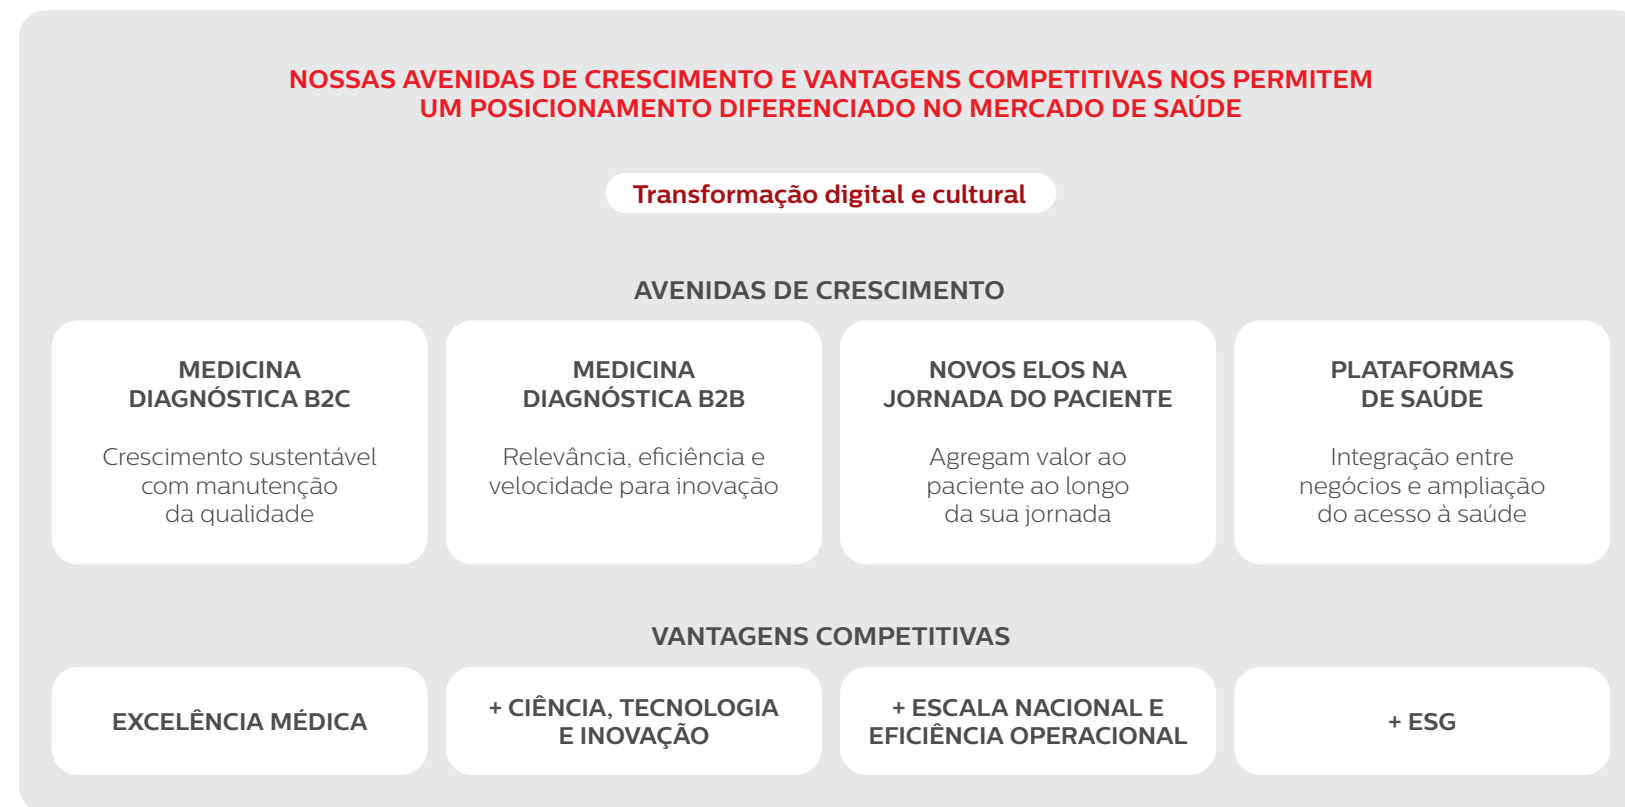 NOSSAS AVENIDAS DE CRESCIMENTO E VANTAGENS COMPETITIVAS NOS PERMITEM
UM POSICIONAMENTO DIFERENCIADO NO MERCADO DE SAÚDE
Transformação digital e cultural
AVENIDAS DE CRESCIMENTO
MEDICINA
DIAGNÓSTICA B2C
Crescimento sustentável
com manutenção
da qualidade
MEDICINA
DIAGNÓSTICA B2B
Relevância, eficiência e
velocidade para inovação
NOVOS ELOS NA
JORNADA DO PACIENTE
Agregam valor ao
paciente ao longo
da sua jornada
PLATAFORMAS
DE SAÚDE
Integração entre
negócios e ampliação
do acesso à saúde
VANTAGENS COMPETITIVAS
EXCELÊNCIA MÉDICA
+ CIÊNCIA, TECNOLOGIA
E INOVAÇÃO
+ ESCALA NACIONAL E
EFICIÊNCIA OPERACIONAL
+ ESG